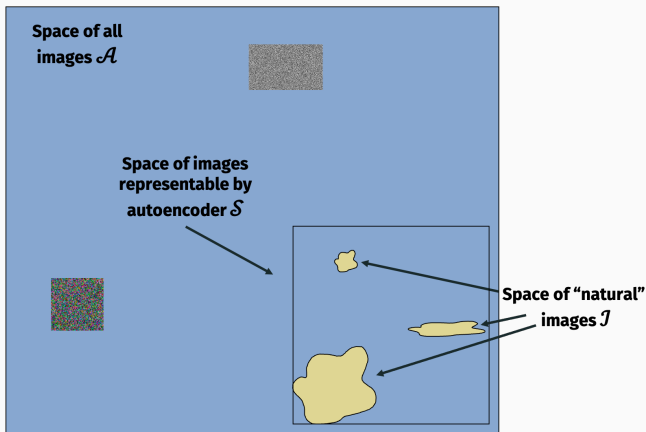 Space of all
images 𝒜
Space of images
representable by
autoencoder 𝒮
Space of “natural”
images ℐ